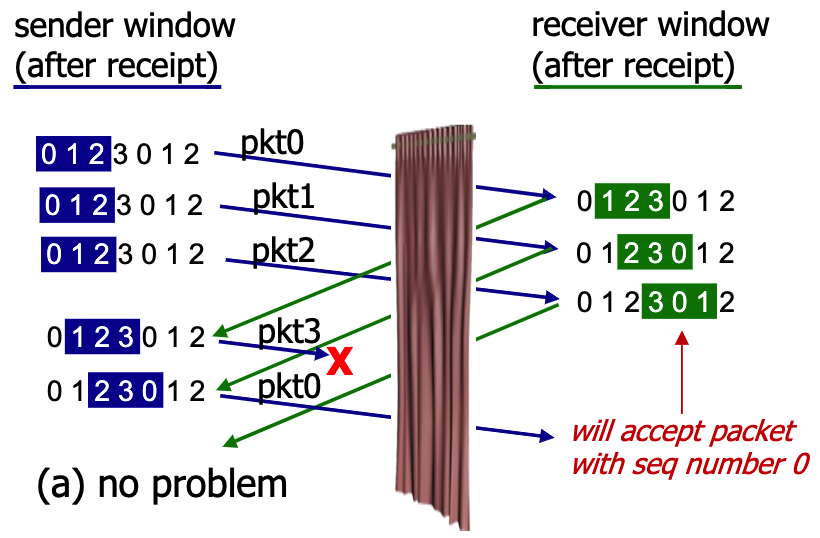 sender window
(after receipt)
receiver window
(after receipt)
0 1 2 3 0 1 2
pkt0
0 1 2 3 0 1 2
pkt1
0 1 2 3 0 1 2
0 1 2 3 0 1 2
pkt2
0 1 2 3 0 1 2
0 1 2 3 0 1 2
0 1 2 3 0 1 2
pkt3
X
0 1 2 3 0 1 2
pkt0
will accept packet
with seq number 0
(a) no problem